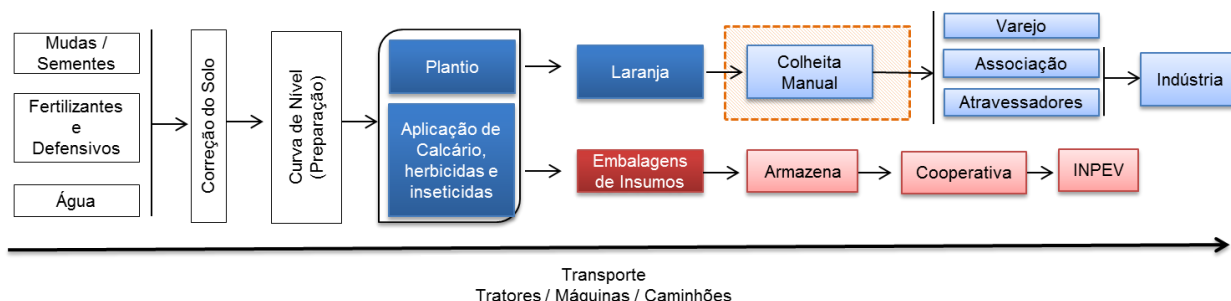 Mudas /
Sementes
Fertilizantes
e
Defensivos
Água
Correção do Solo
Curva de Nivel
(Preparação)
Plantio
Aplicação de
Calcário,
herbicidas e
inseticidas
Laranja
Colheita
Manual
Varejo
Associação
Atravessadores
Indústria
Embalagens
de Insumos
Armazena
Cooperativa
INPEV
Transporte
Tratores / Máquinas / Caminhões